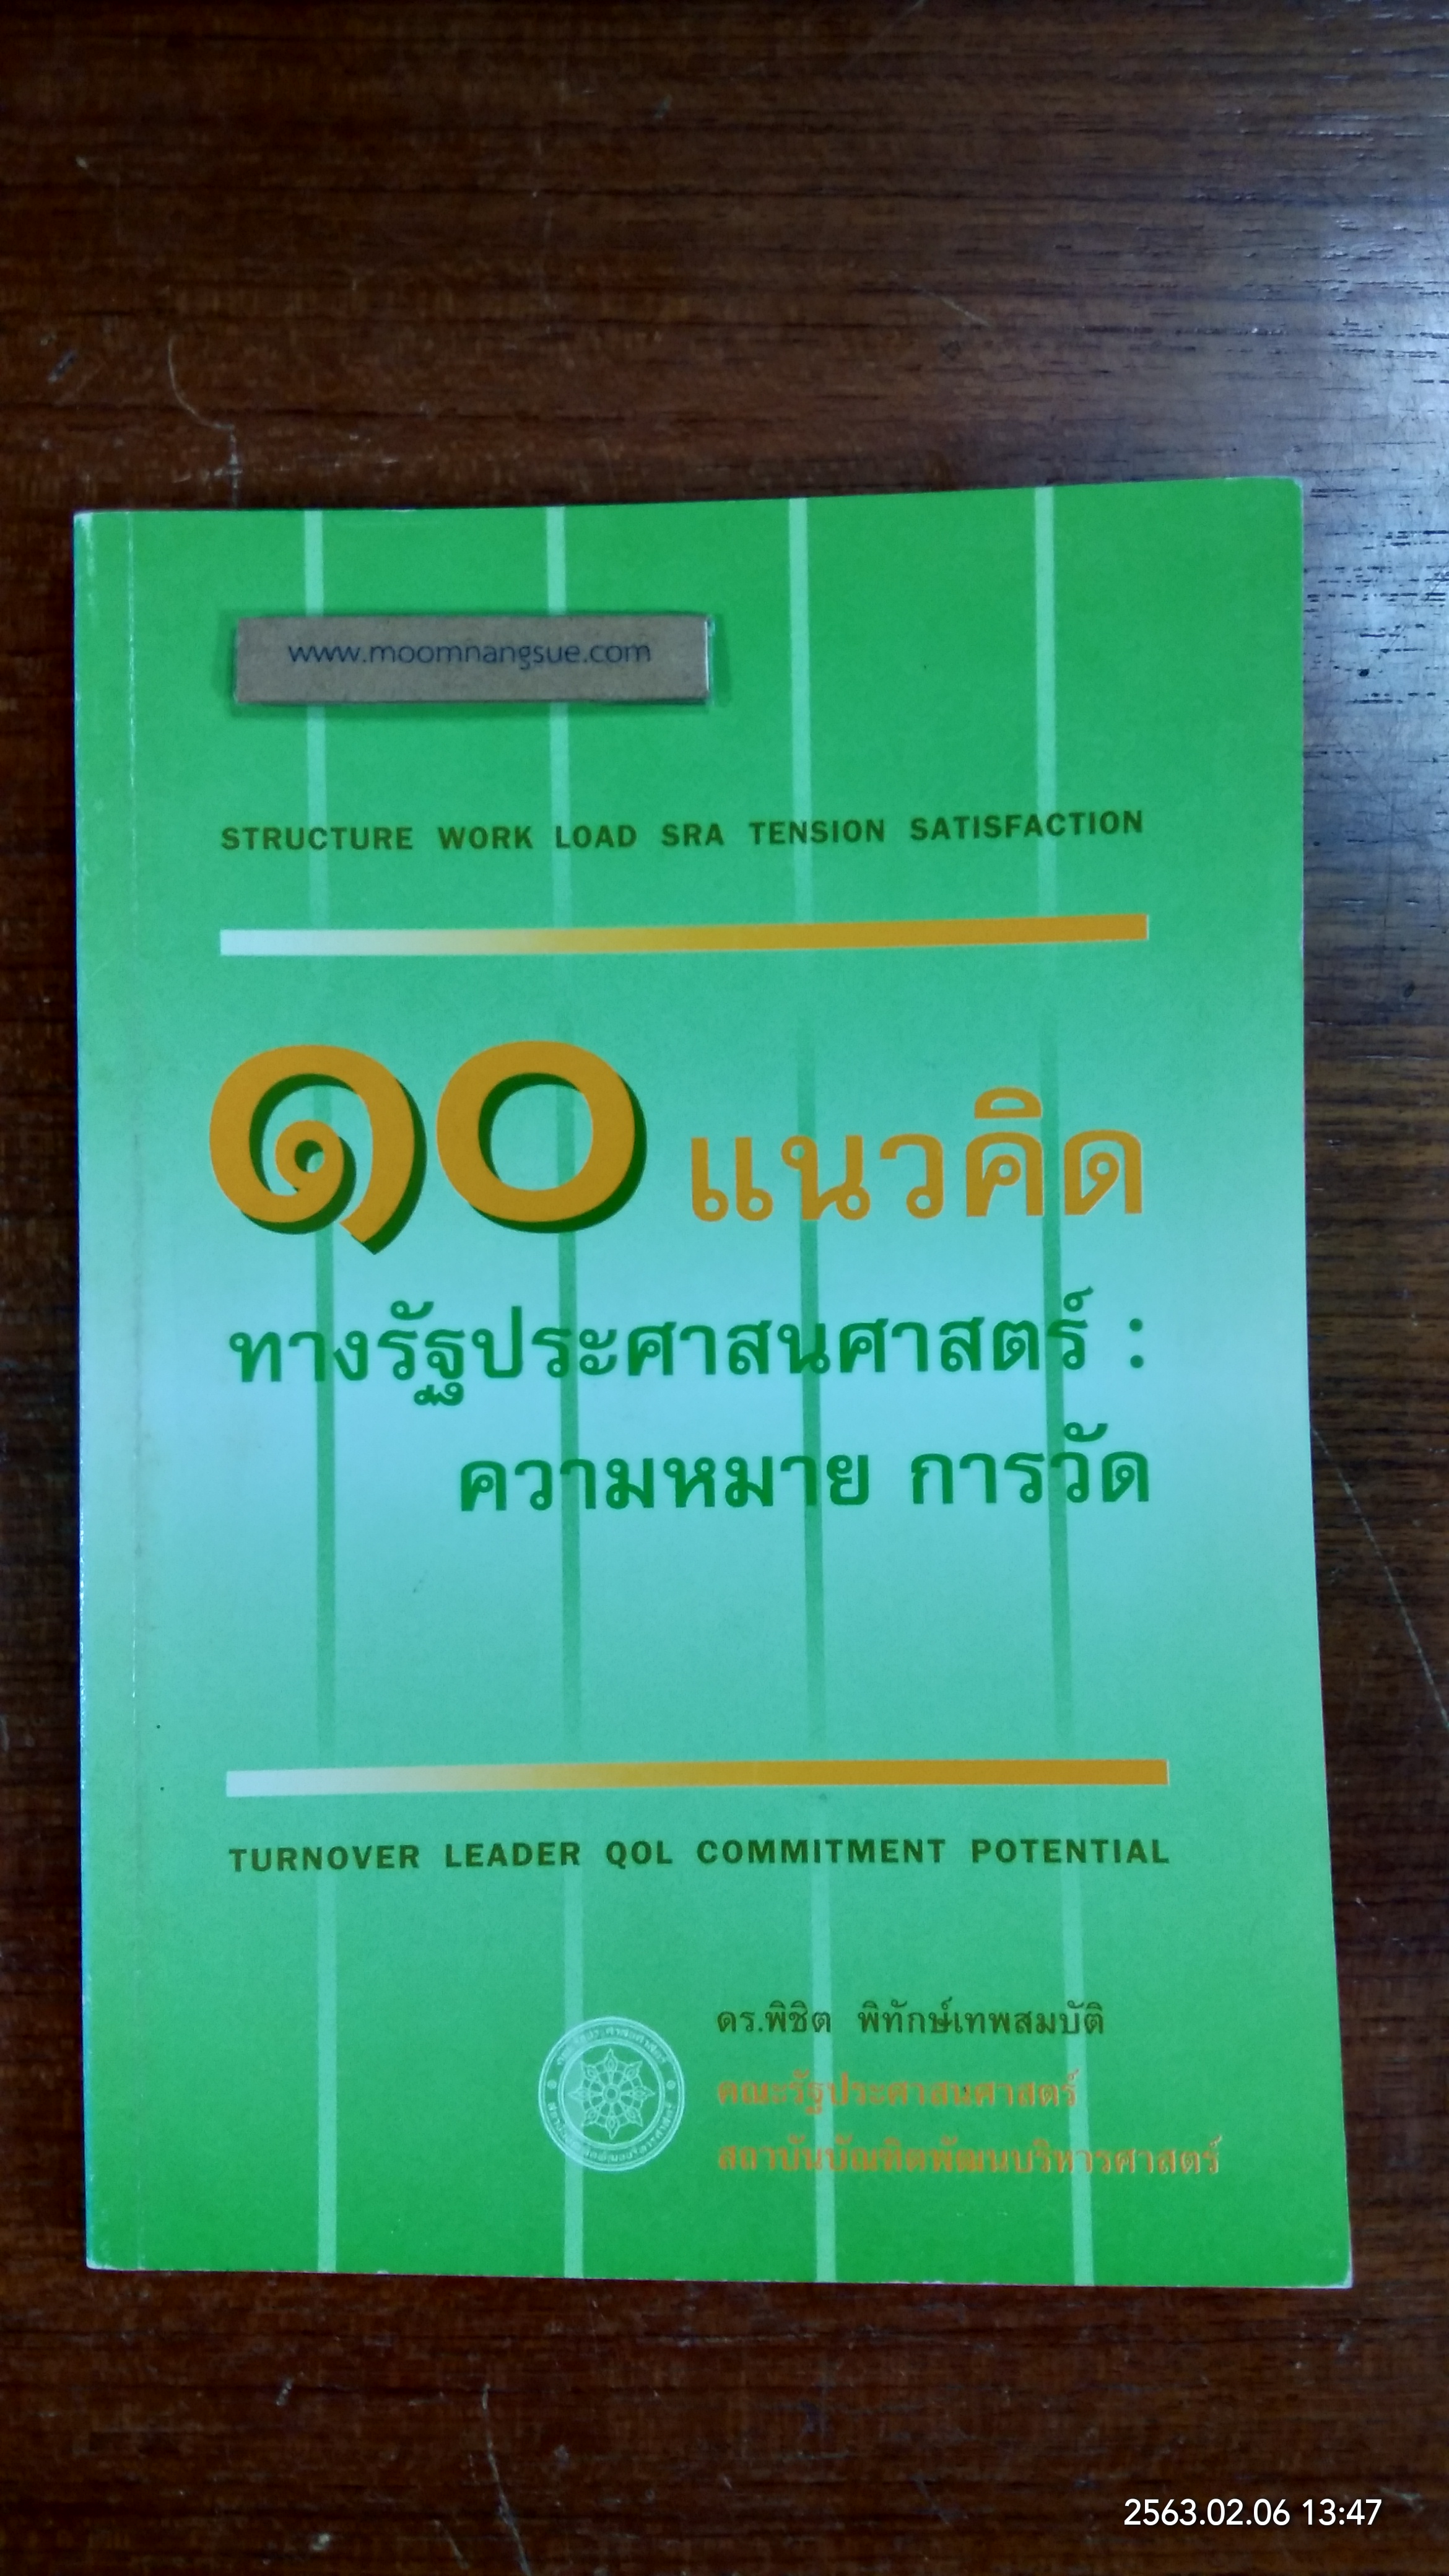 www.moomnangsue.com
STRUCTURE WORK LOAD SRA TENSION SATISFACTION
๑๐ แนวคิด
ทางรัฐประศาสนศาสตร์ :
ความหมาย การวัด
TURNOVER LEADER QOL COMMITMENT POTENTIAL
ดร.พิชิต พิทักษ์เทพสมบัติ
คณะรัฐประศาสนศาสตร์
สถาบันบัณฑิตพัฒนบริหารศาสตร์
2563.02.06 13:47